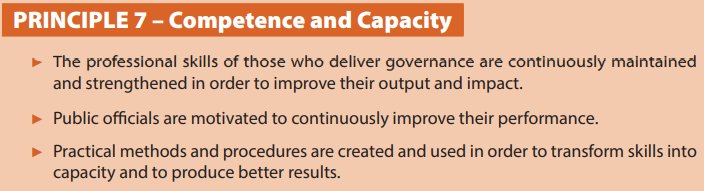 PRINCIPLE 7 – Competence and Capacity
► The professional skills of those who deliver governance are continuously maintained
and strengthened in order to improve their output and impact.
► Public officials are motivated to continuously improve their performance.
► Practical methods and procedures are created and used in order to transform skills into
capacity and to produce better results.